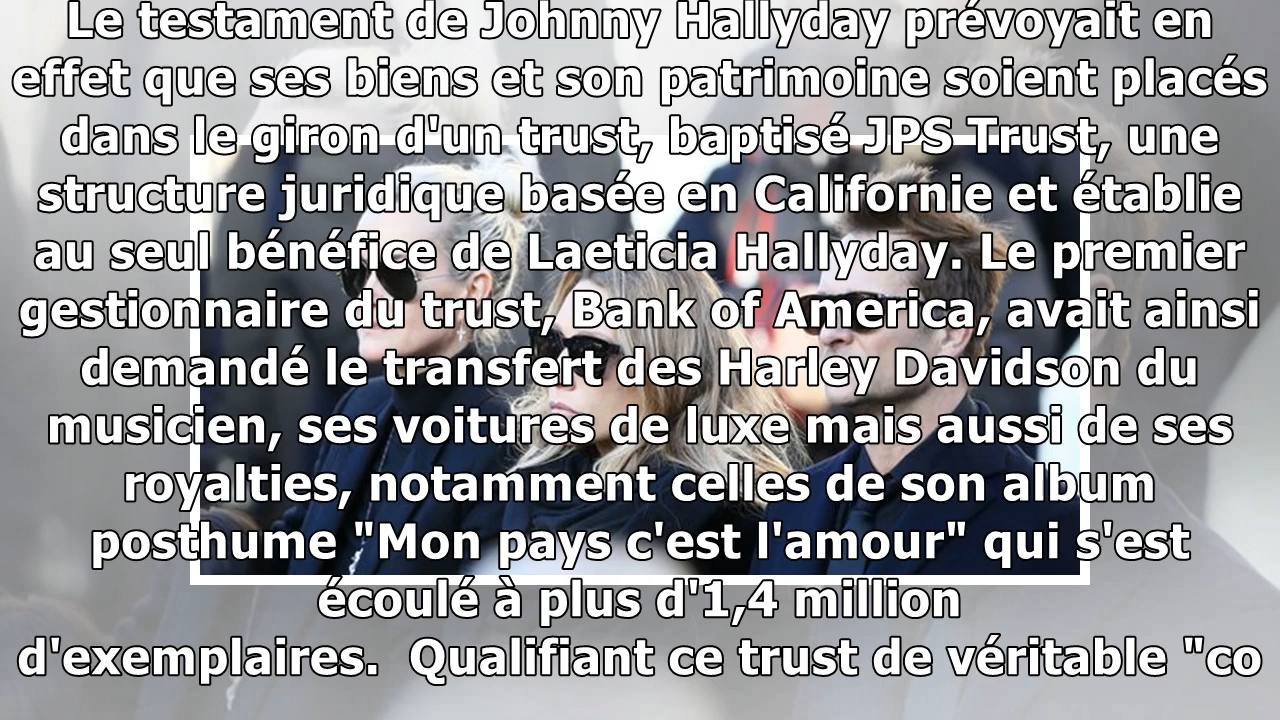 Le testament de Johnny Hallyday prévoyait en
effet que ses biens et son patrimoine soient placés
dans le giron d'un trust, baptisé JPS Trust, une
structure juridique basée en Californie et établie
au seul bénéfice de Laeticia Hallyday. Le premier
gestionnaire du trust, Bank of America, avait ainsi
demandé le transfert des Harley Davidson du
musicien, ses voitures de luxe mais aussi de ses
royalties, notamment celles de son album
posthume "Mon pays c'est l'amour" qui s'est
écoulé à plus d'1,4 million
d'exemplaires.  Qualifiant ce trust de véritable "co